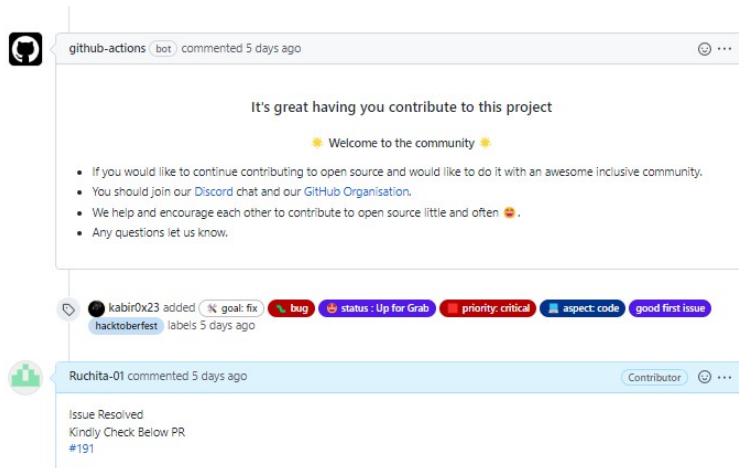 github-actions bot commented 5 days ago
It's great having you contribute to this project
Welcome to the community
If you would like to continue contributing to open source and would like to do it with an awesome inclusive community.
You should join our Discord chat and our GitHub Organisation.
We help and encourage each other to contribute to open source little and often 🤩.
Any questions let us know.
kabir0x23 added 🛠 goal: fix 🐛 bug 🤩 status : Up for Grab 🟥 priority: critical 💻 aspect: code good first issue
hacktoberfest labels 5 days ago
Ruchita-01 commented 5 days ago Contributor
Issue Resolved
Kindly Check Below PR
#191